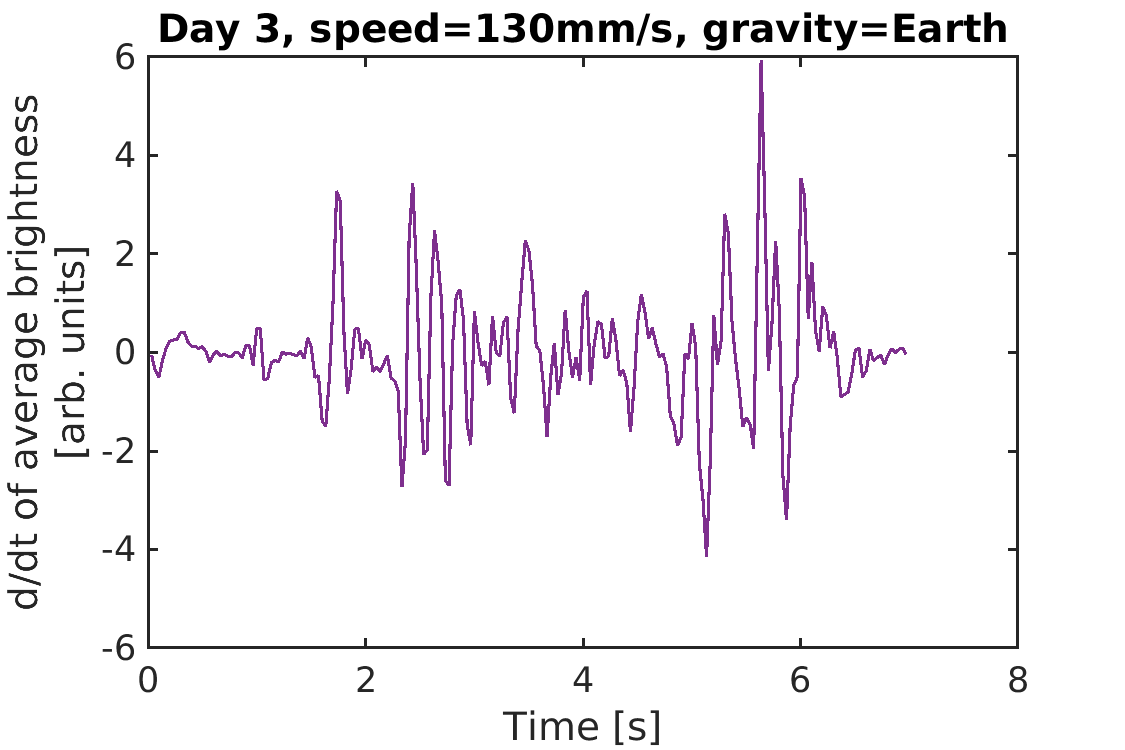 Day 3, speed=130mm/s, gravity=Earth
d/dt of average brightness
[arb. units]
6
4
2
0
-2
-4
-6
0 2 4 6 8
Time [s]